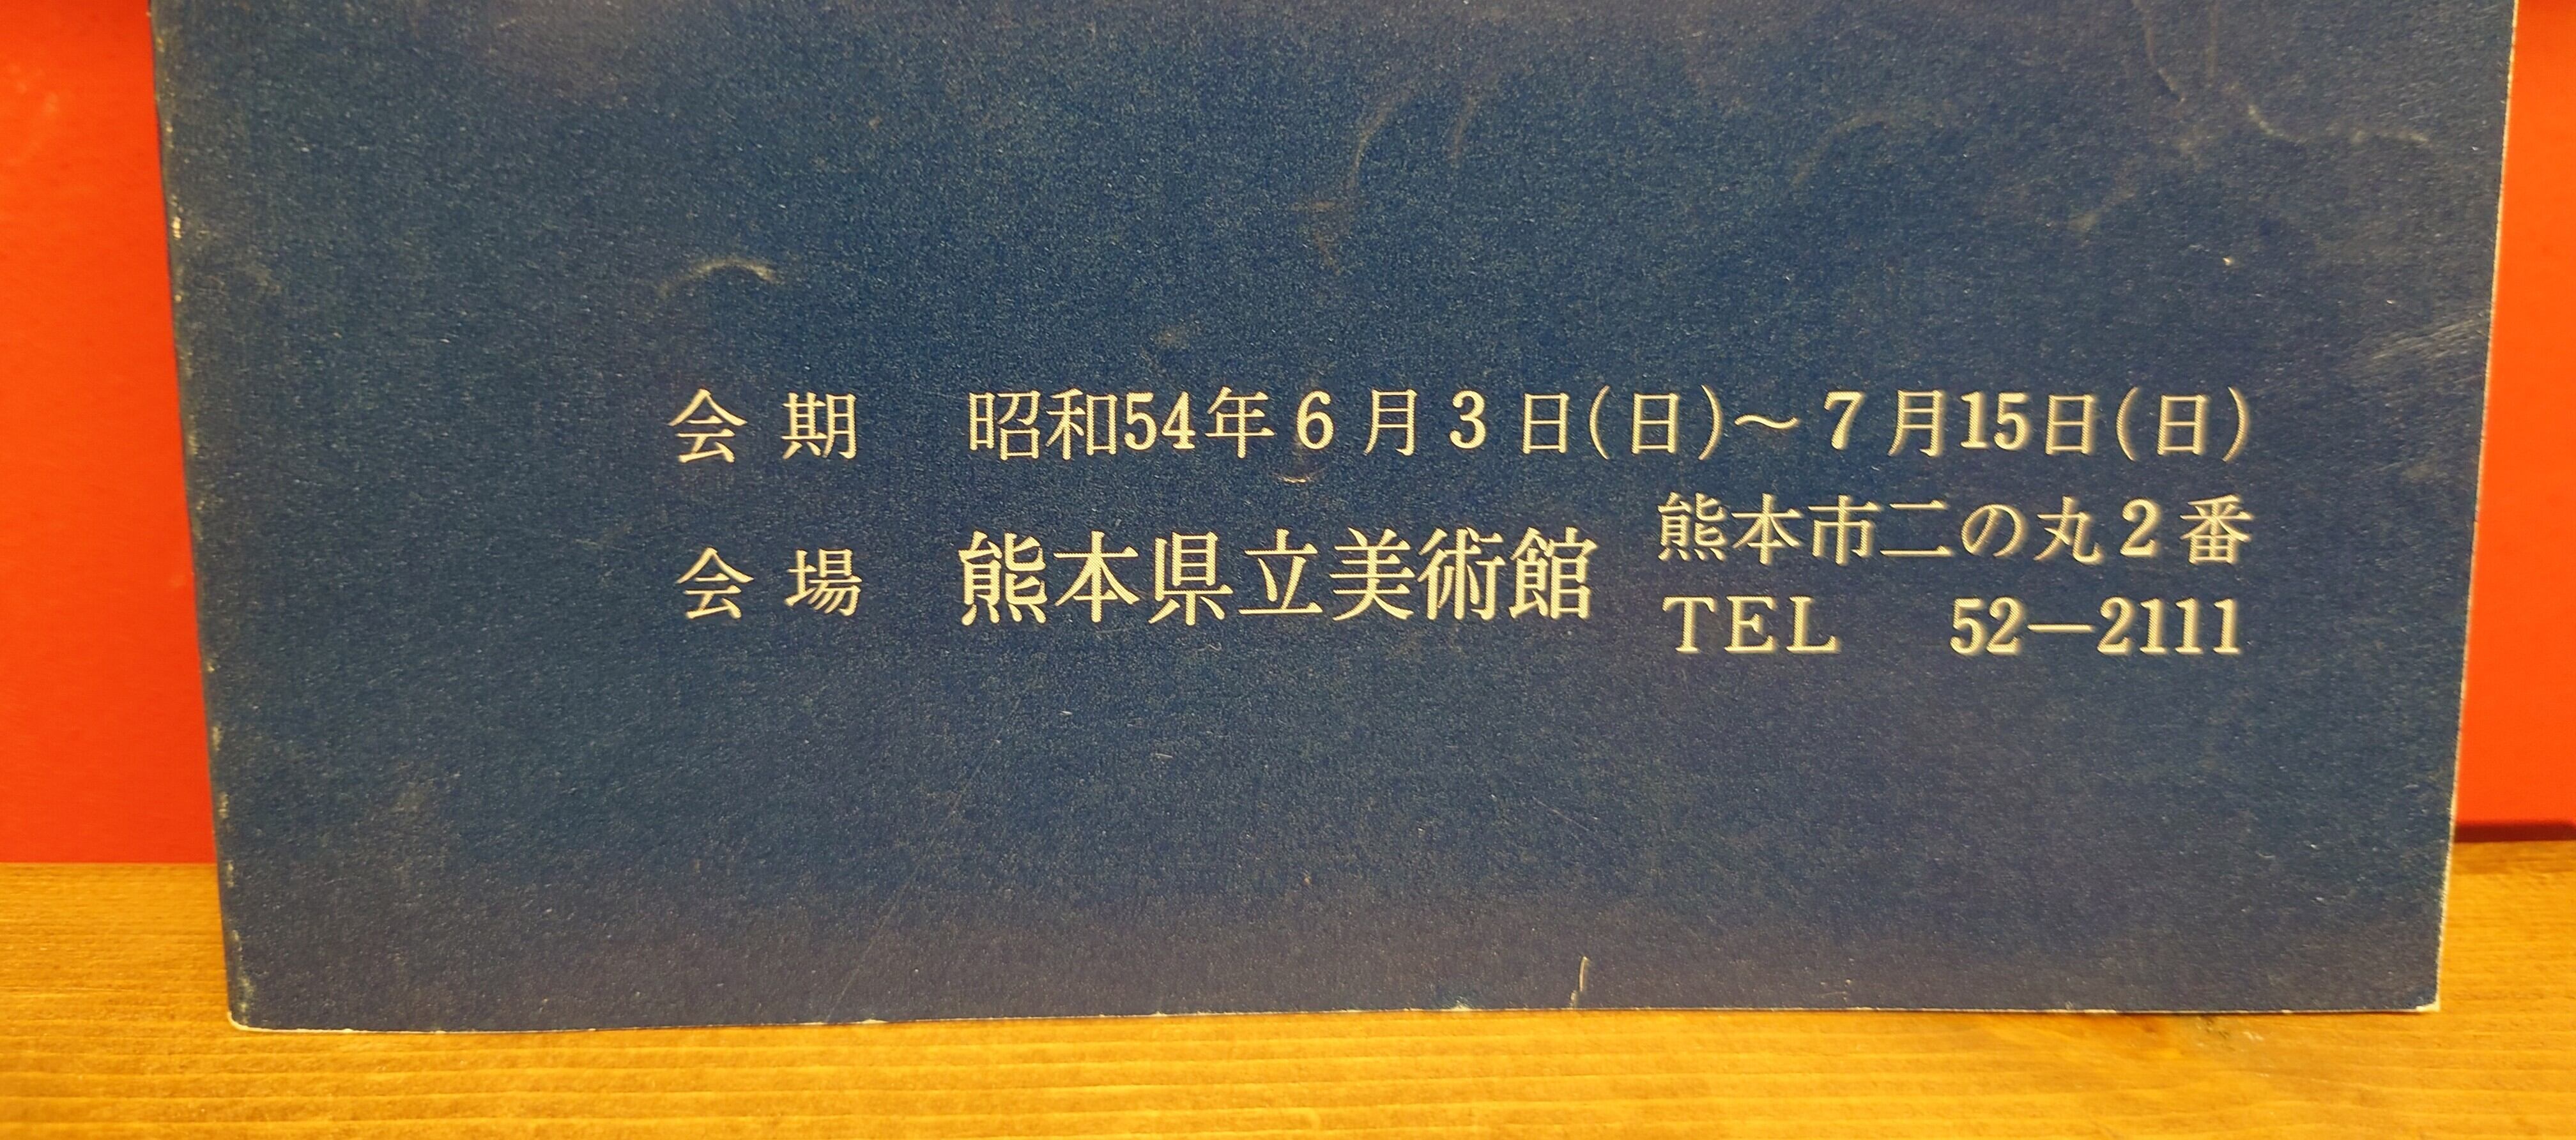 会期 昭和54年6月3日(日)～7月15日(日)
会場 熊本県立美術館
熊本市二の丸2番
TEL 52―2111